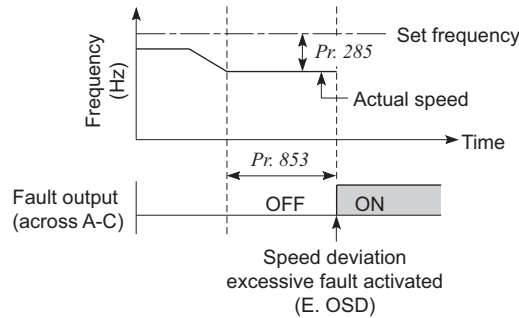 Set frequency
Pr. 285
Frequency
(Hz)
Actual speed
Time
Pr. 853
Fault output
(across A-C)
OFF
ON
Speed deviation
excessive fault activated
(E. OSD)